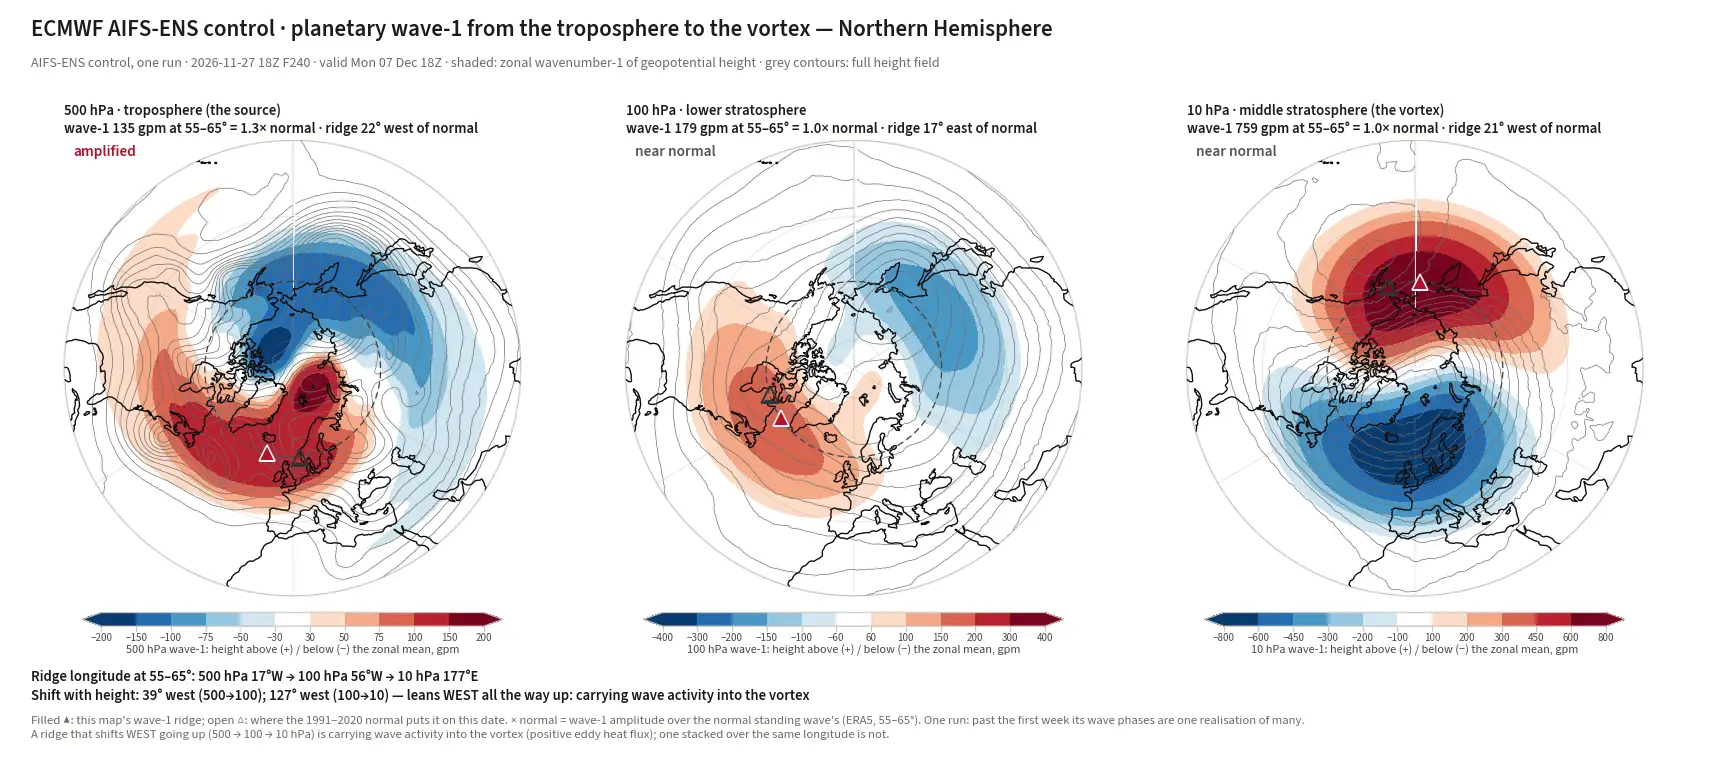 ECMWF AIFS-ENS control · planetary wave-1 from the troposphere to the vortex — Northern Hemisphere
AIFS-ENS control, one run · 2026-11-27 18Z F240 · valid Mon 07 Dec 18Z · shaded: zonal wavenumber-1 of geopotential height · grey contours: full height field
500 hPa · troposphere (the source)
wave-1 135 gpm at 55–65° = 1.3× normal · ridge 22° west of normal
amplified
100 hPa · lower stratosphere
wave-1 179 gpm at 55–65° = 1.0× normal · ridge 17° east of normal
near normal
10 hPa · middle stratosphere (the vortex)
wave-1 759 gpm at 55–65° = 1.0× normal · ridge 21° west of normal
near normal
−200 −150 −100 −75 −50 −30 30 50 75 100 150 200
500 hPa wave-1: height above (+) / below (−) the zonal mean, gpm
−400 −300 −200 −150 −100 −60 60 100 150 200 300 400
100 hPa wave-1: height above (+) / below (−) the zonal mean, gpm
−800 −600 −450 −300 −200 −100 100 200 300 450 600 800
10 hPa wave-1: height above (+) / below (−) the zonal mean, gpm
Ridge longitude at 55–65°: 500 hPa 17°W → 100 hPa 56°W → 10 hPa 177°E
Shift with height: 39° west (500→100); 127° west (100→10) — leans WEST all the way up: carrying wave activity into the vortex
Filled ▲: this map's wave-1 ridge; open △: where the 1991–2020 normal puts it on this date. × normal = wave-1 amplitude over the normal standing wave's (ERA5, 55–65°). One run: past the first week its wave phases are one realisation of many.
A ridge that shifts WEST going up (500 → 100 → 10 hPa) is carrying wave activity into the vortex (positive eddy heat flux); one stacked over the same longitude is not.